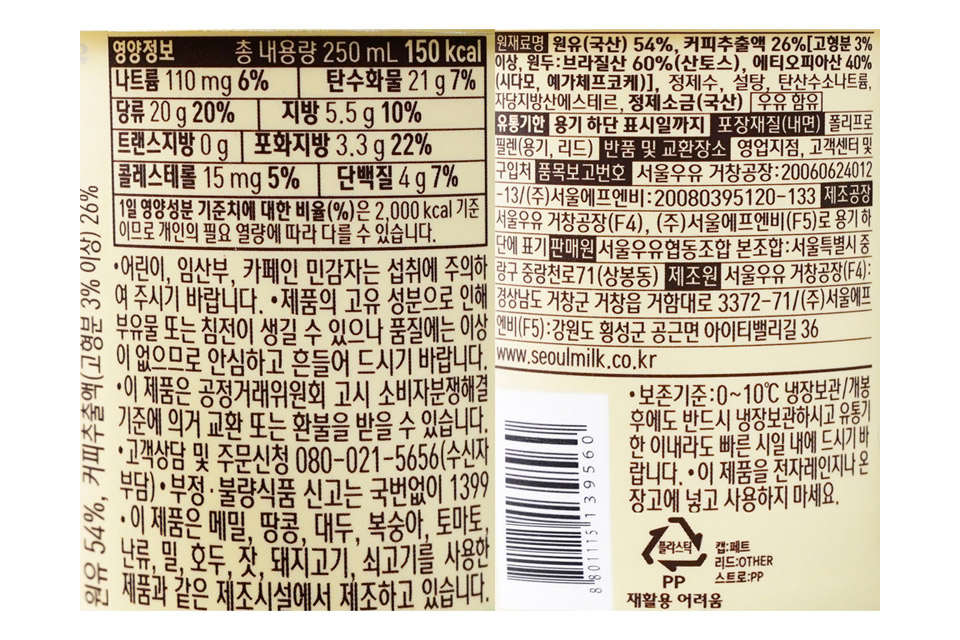 영양정보 총 내용량 250 mL 150 kcal
나트륨 110 mg 6% 탄수화물 21 g 7%
당류 20 g 20% 지방 5.5 g 10%
트랜스지방 0 g 포화지방 3.3 g 22%
콜레스테롤 15 mg 5% 단백질 4 g 7%
1일 영양성분 기준치에 대한 비율(%)은 2,000 kcal 기준
이므로 개인의 필요 열량에 따라 다를 수 있습니다.
•어린이, 임산부, 카페인 민감자는 섭취에 주의하
여 주시기 바랍니다. •제품의 고유 성분으로 인해
부유물 또는 침전이 생길 수 있으나 품질에는 이상
이 없으므로 안심하고 흔들어 드시기 바랍니다.
•이 제품은 공정거래위원회 고시 소비자분쟁해결
기준에 의거 교환 또는 환불을 받을 수 있습니다.
•고객상담 및 주문신청 080-021-5656(수신자
부담) •부정·불량식품 신고는 국번없이 1399
•이 제품은 메밀, 땅콩, 대두, 복숭아, 토마토,
난류, 밀, 호두, 잣, 돼지고기, 쇠고기를 사용한
제품과 같은 제조시설에서 제조하고 있습니다.
원유 54%, 커피추출액(고형분 3% 이상) 26%
원재료명 원유(국산) 54%, 커피추출액 26%[고형분 3%
이상, 원두:브라질산 60%(산토스), 에티오피아산 40%
(시다모, 예가체프코케)], 정제수, 설탕, 탄산수소나트륨,
자당지방산에스테르, 정제소금(국산) 우유 함유
유통기한 용기 하단 표시일까지 포장재질(내면) 폴리프로
필렌(용기, 리드) 반품 및 교환장소 영업지점, 고객센터 및
구입처 품목보고번호 서울우유 거창공장:20060624012
-13/(주)서울에프엔비:20080395120-133 제조공장
서울우유 거창공장(F4), (주)서울에프엔비(F5)로 용기 하
단에 표기 판매원 서울우유협동조합 본조합:서울특별시 중
랑구 중랑천로71(상봉동) 제조원 서울우유 거창공장(F4):
경상남도 거창군 거창읍 거함대로 3372-71/(주)서울에프
엔비(F5):강원도 횡성군 공근면 아이티밸리길 36
www.seoulmilk.co.kr
•보존기준:0~10℃ 냉장보관/개봉
후에도 반드시 냉장보관하시고 유통기
한 이내라도 빠른 시일 내에 드시기 바
랍니다. •이 제품을 전자레인지나 온
장고에 넣고 사용하지 마세요.
8 801115 139560
플라스틱
PP
캡:페트
리드:OTHER
스트로:PP
재활용 어려움